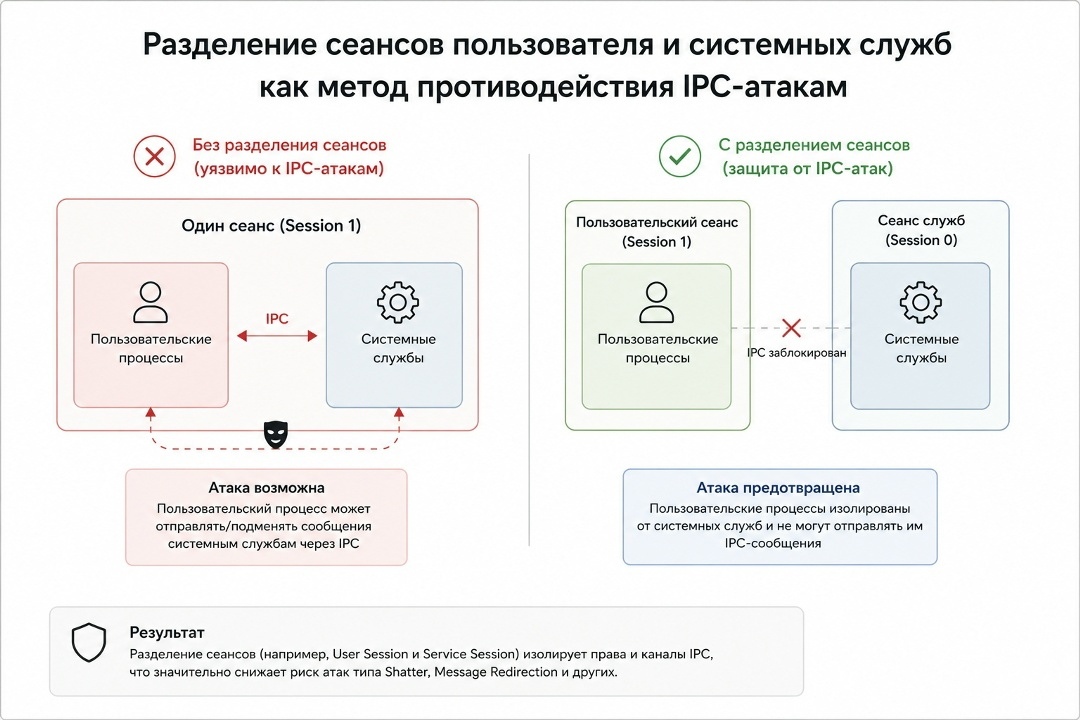 Разделение сеансов пользователя и системных служб
как метод противодействия IPC-атакам
Без разделения сеансов
(уязвимо к IPC-атакам)
Один сеанс (Session 1)
Пользовательские
процессы
IPC
Системные
службы
Атака возможна
Пользовательский процесс может
отправлять/подменять сообщения
системным службам через IPC
С разделением сеансов
(защита от IPC-атак)
Пользовательский сеанс
(Session 1)
Пользовательские
процессы
IPC заблокирован
Сеанс служб
(Session 0)
Системные
службы
Атака предотвращена
Пользовательские процессы изолированы
от системных служб и не могут отправлять им
IPC-сообщения
Результат
Разделение сеансов (например, User Session и Service Session) изолирует права и каналы IPC,
что значительно снижает риск атак типа Shatter, Message Redirection и других.